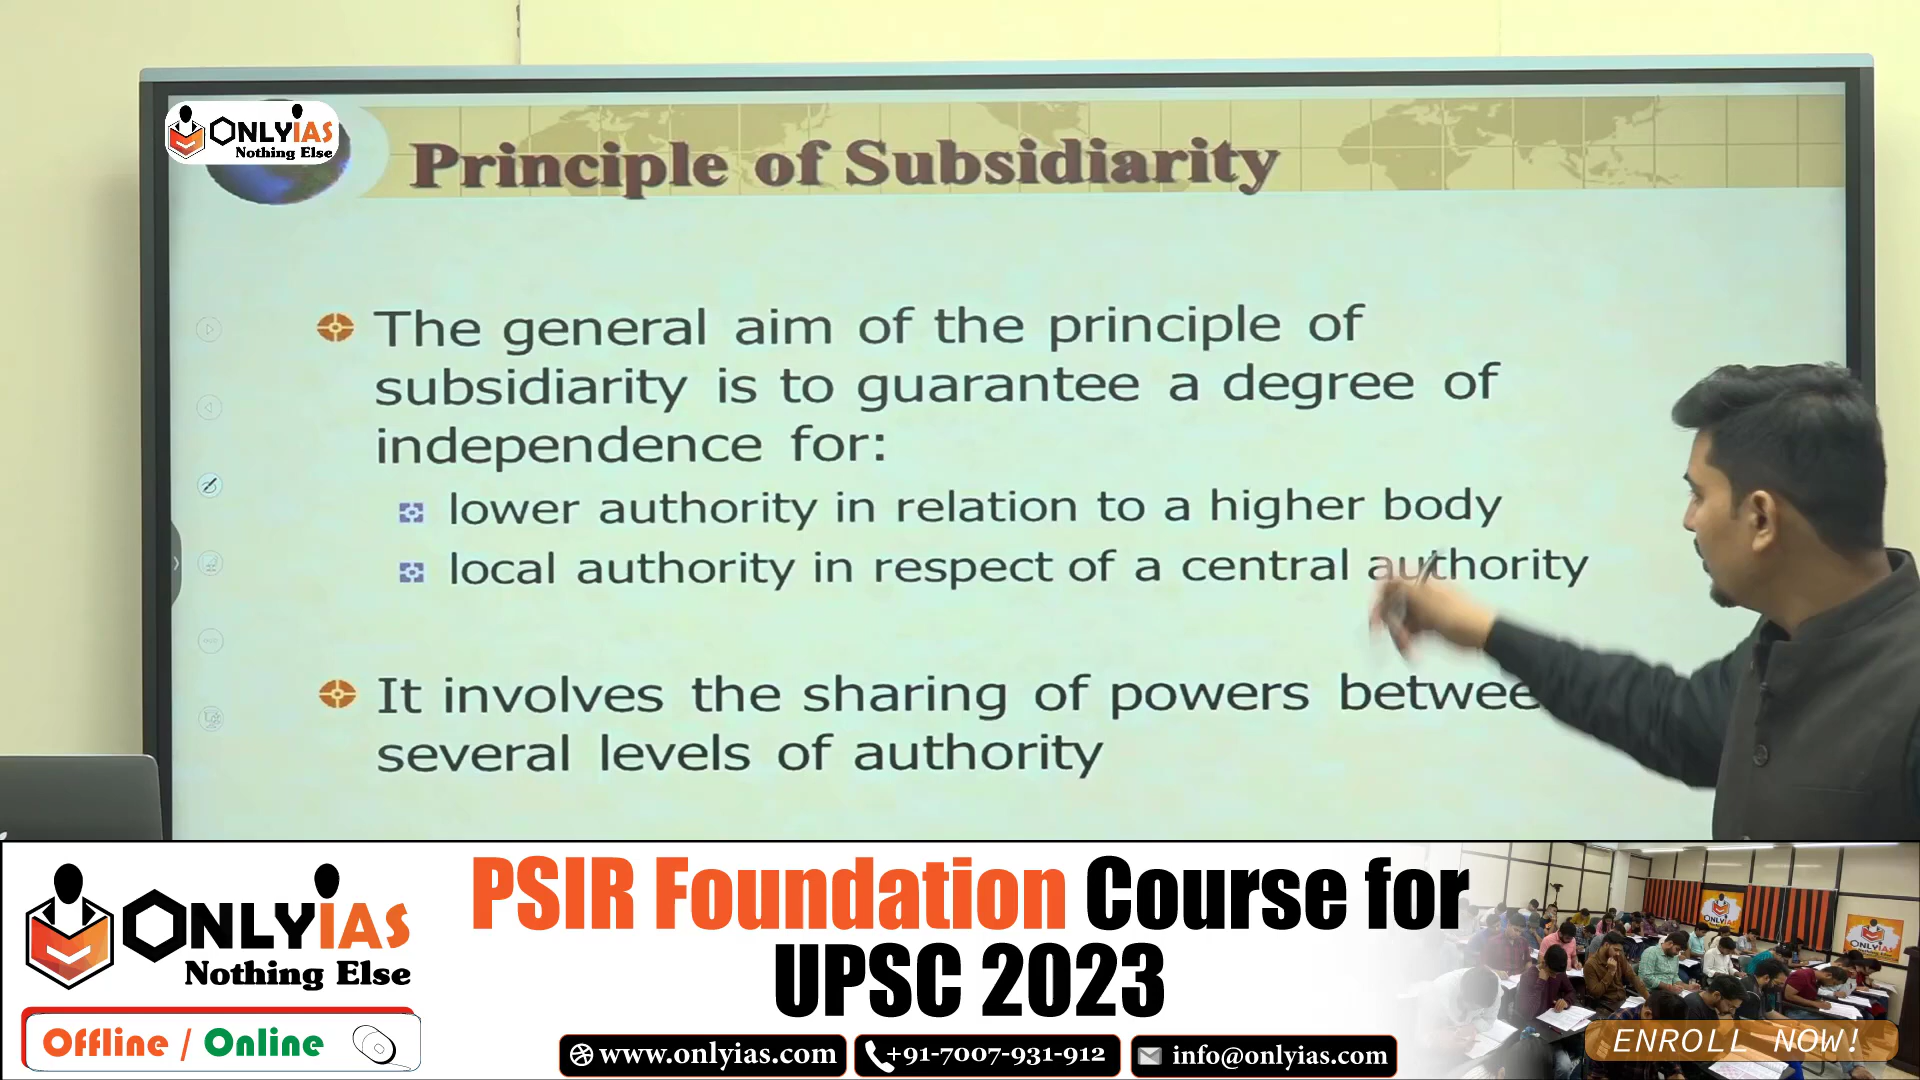 ONLYIAS
Nothing Else
Principle of Subsidiarity
The general aim of the principle of
subsidiarity is to guarantee a degree of
independence for:
lower authority in relation to a higher body
local authority in respect of a central authority
It involves the sharing of powers betwee
several levels of authority
ONLYIAS
Nothing Else
Offline / Online
PSIR Foundation Course for
UPSC 2023
www.onlyias.com
+91-7007-931-912
info@onlyias.com
ONLYIAS
ONLYIAS
ENROLL NOW!